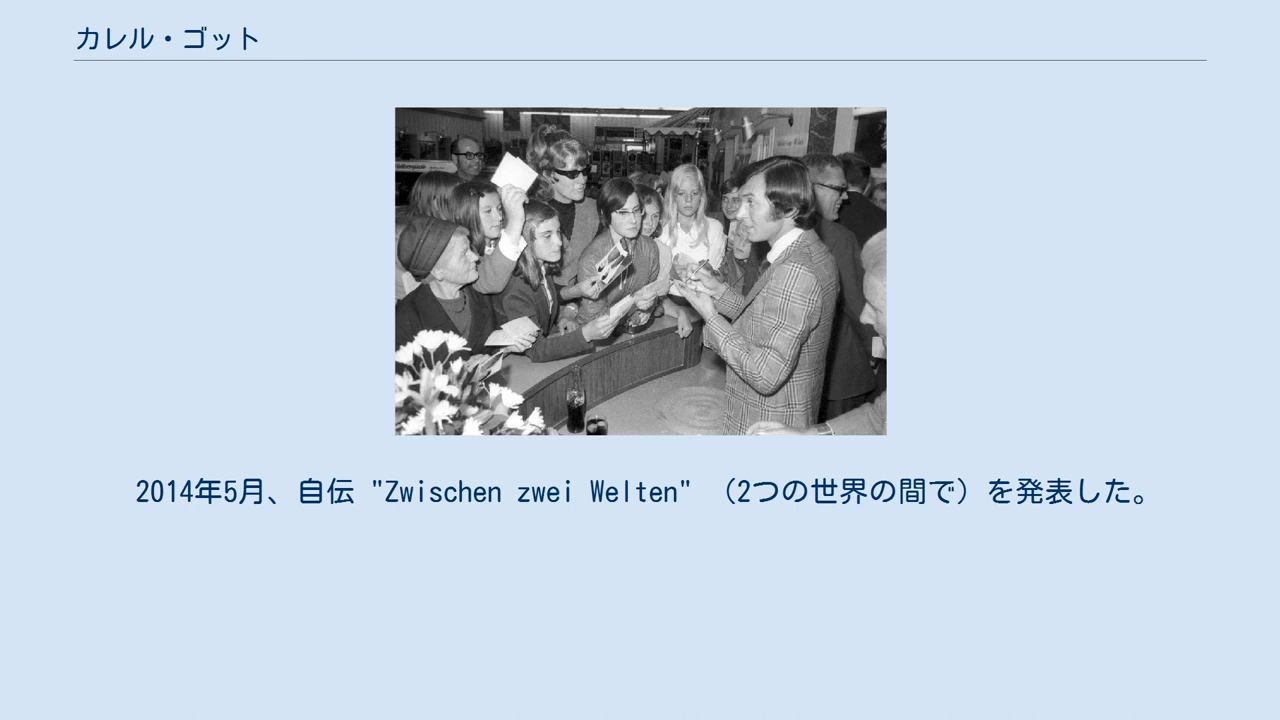 カレル・ゴット
2014年5月、自伝 "Zwischen zwei Welten" （2つの世界の間で）を発表した。